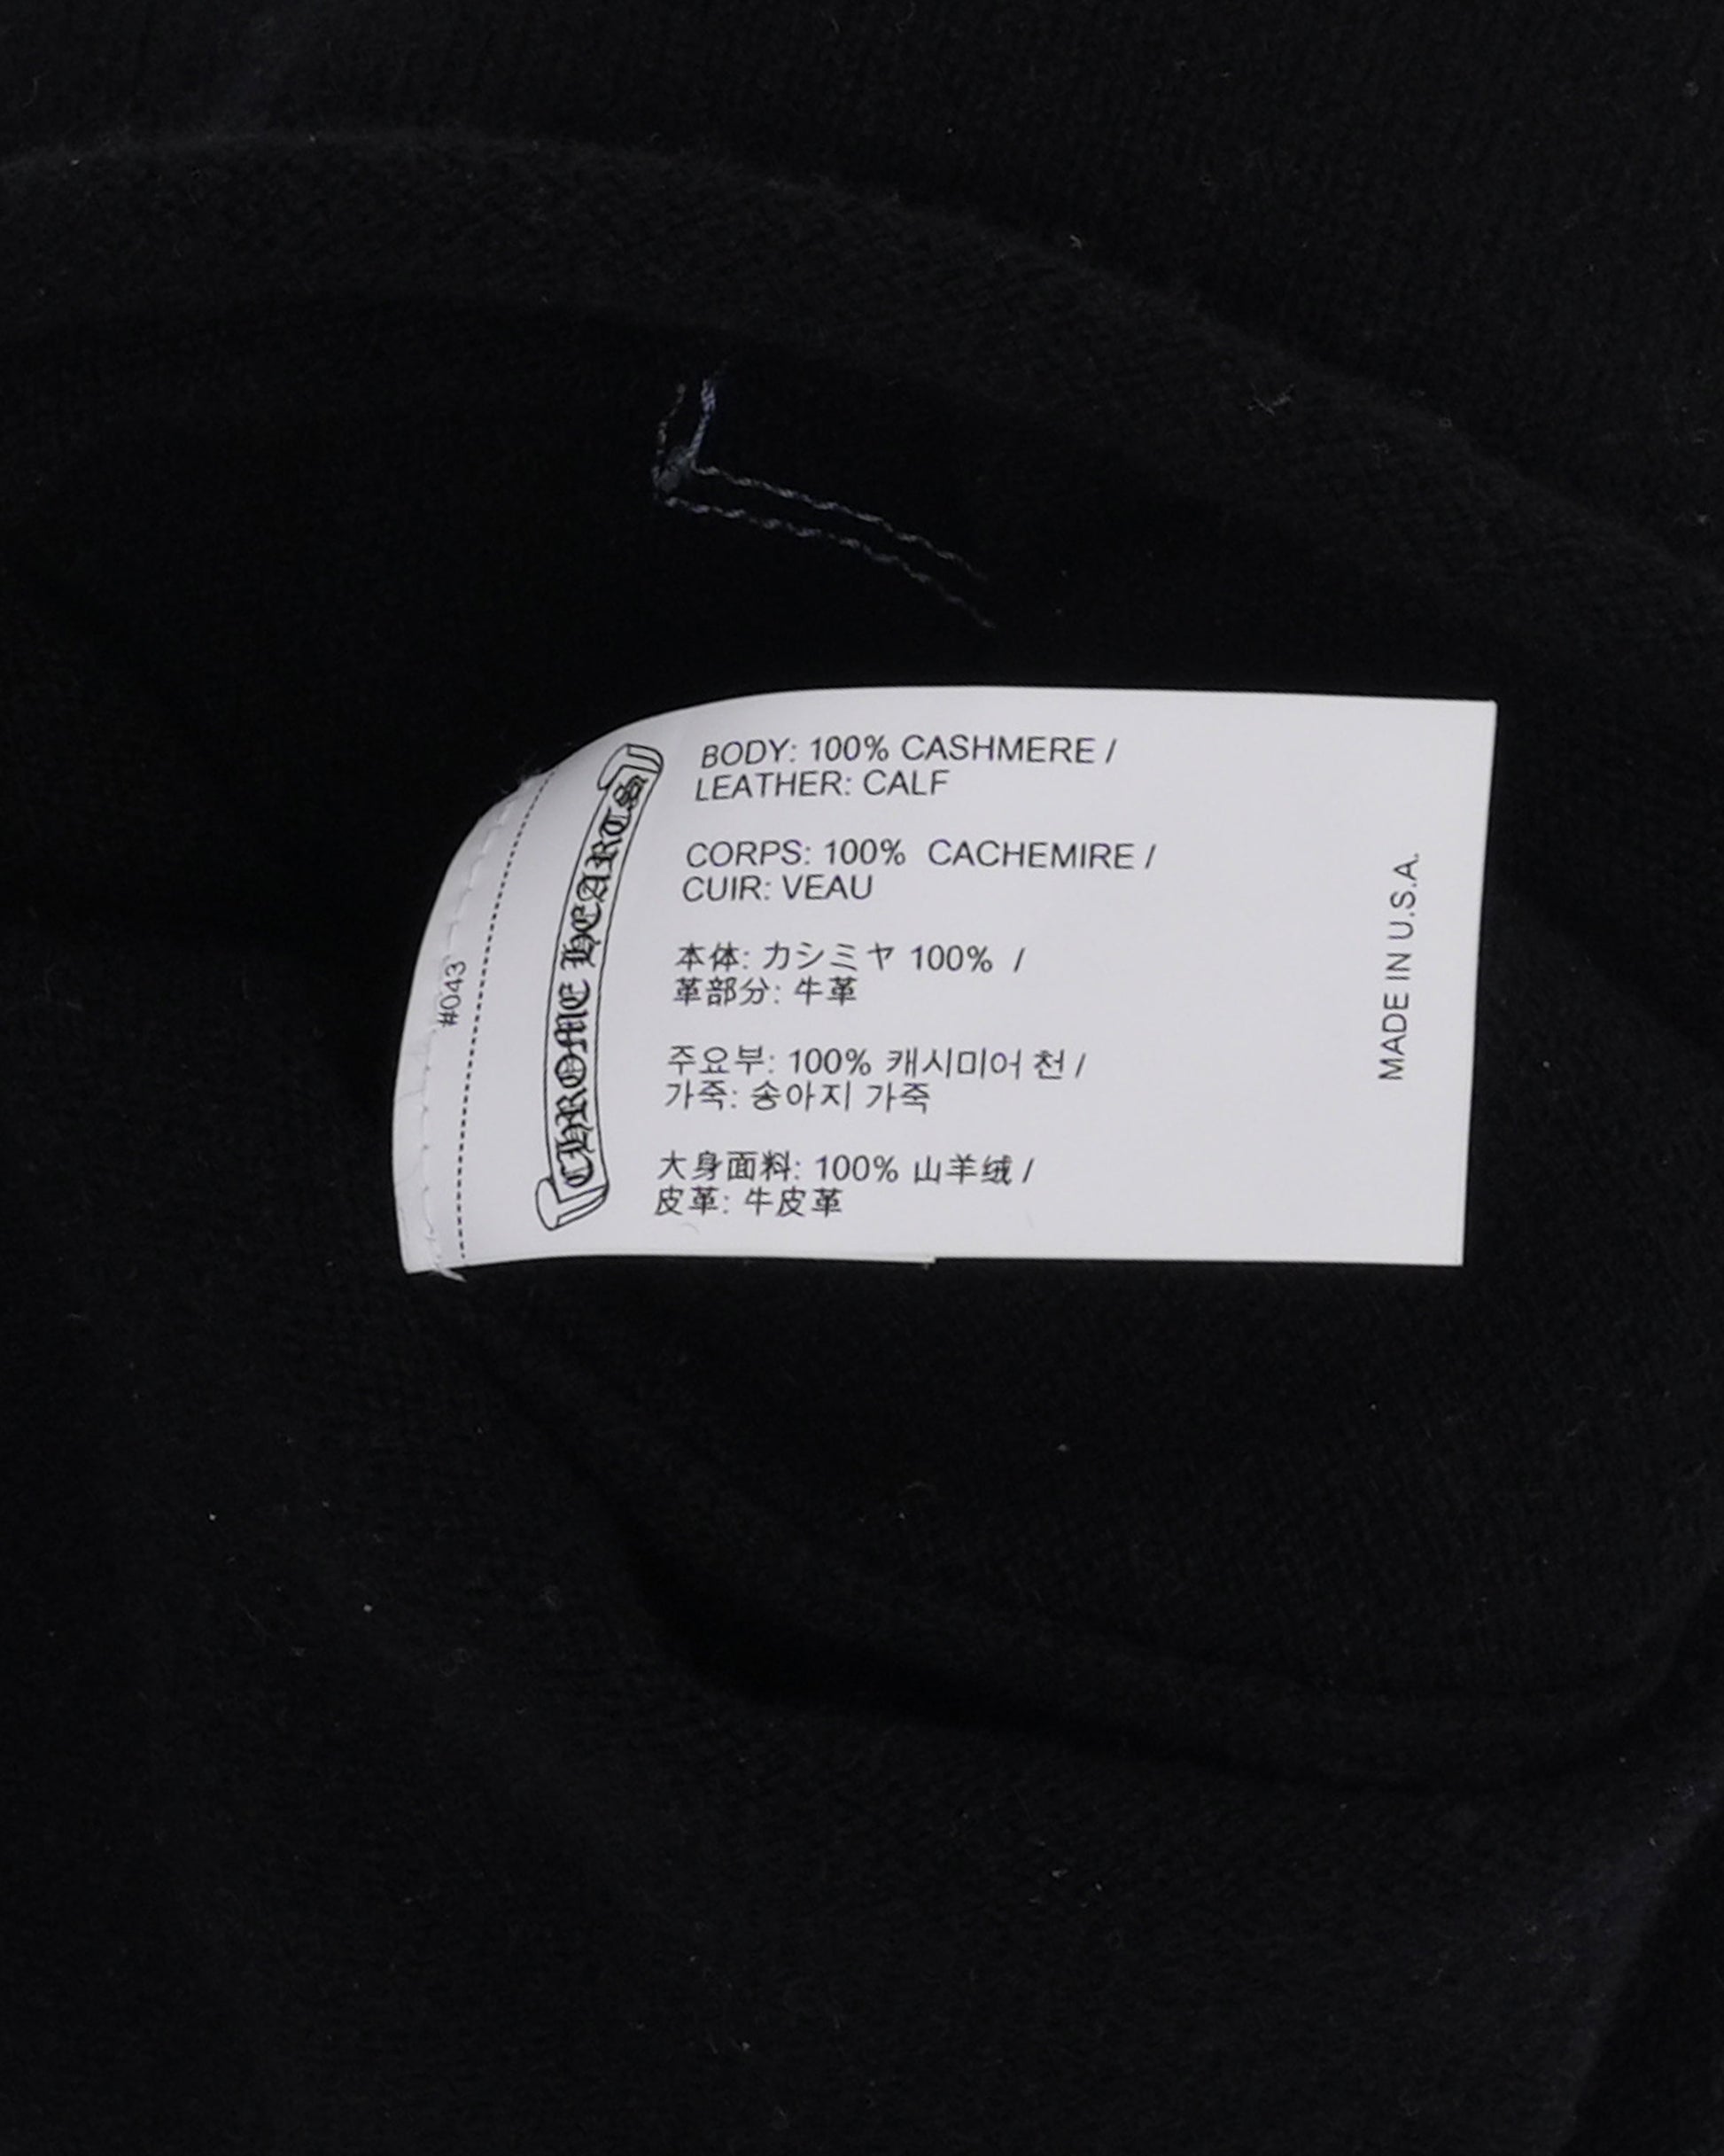 #043
CHROME HEARTS
BODY: 100% CASHMERE /
LEATHER: CALF
CORPS: 100% CACHEMIRE /
CUIR: VEAU
本体: カシミヤ 100% /
革部分: 牛革
주요부: 100% 캐시미어 천 /
가죽: 송아지 가죽
大身面料: 100% 山羊绒 /
皮革: 牛皮革
MADE IN U.S.A.